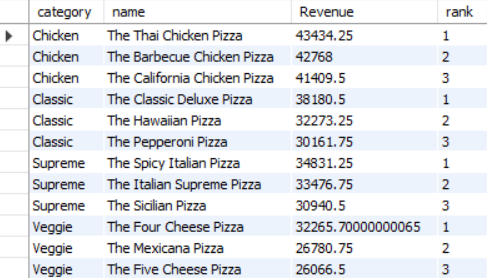 category name Revenue rank
Chicken The Thai Chicken Pizza 43434.25 1
Chicken The Barbecue Chicken Pizza 42768 2
Chicken The California Chicken Pizza 41409.5 3
Classic The Classic Deluxe Pizza 38180.5 1
Classic The Hawaiian Pizza 32273.25 2
Classic The Pepperoni Pizza 30161.75 3
Supreme The Spicy Italian Pizza 34831.25 1
Supreme The Italian Supreme Pizza 33476.75 2
Supreme The Sicilian Pizza 30940.5 3
Veggie The Four Cheese Pizza 32265.70000000065 1
Veggie The Mexicana Pizza 26780.75 2
Veggie The Five Cheese Pizza 26066.5 3